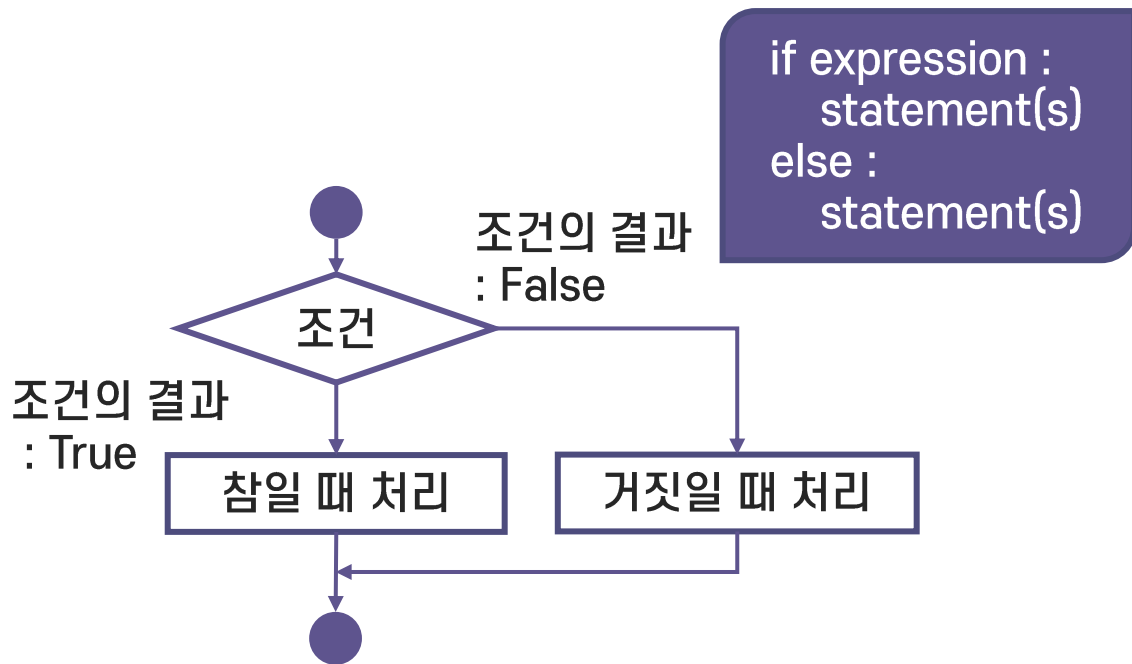 if expression :
statement(s)
else :
statement(s)
조건의 결과
: False
조건
조건의 결과
: True
참일 때 처리
거짓일 때 처리